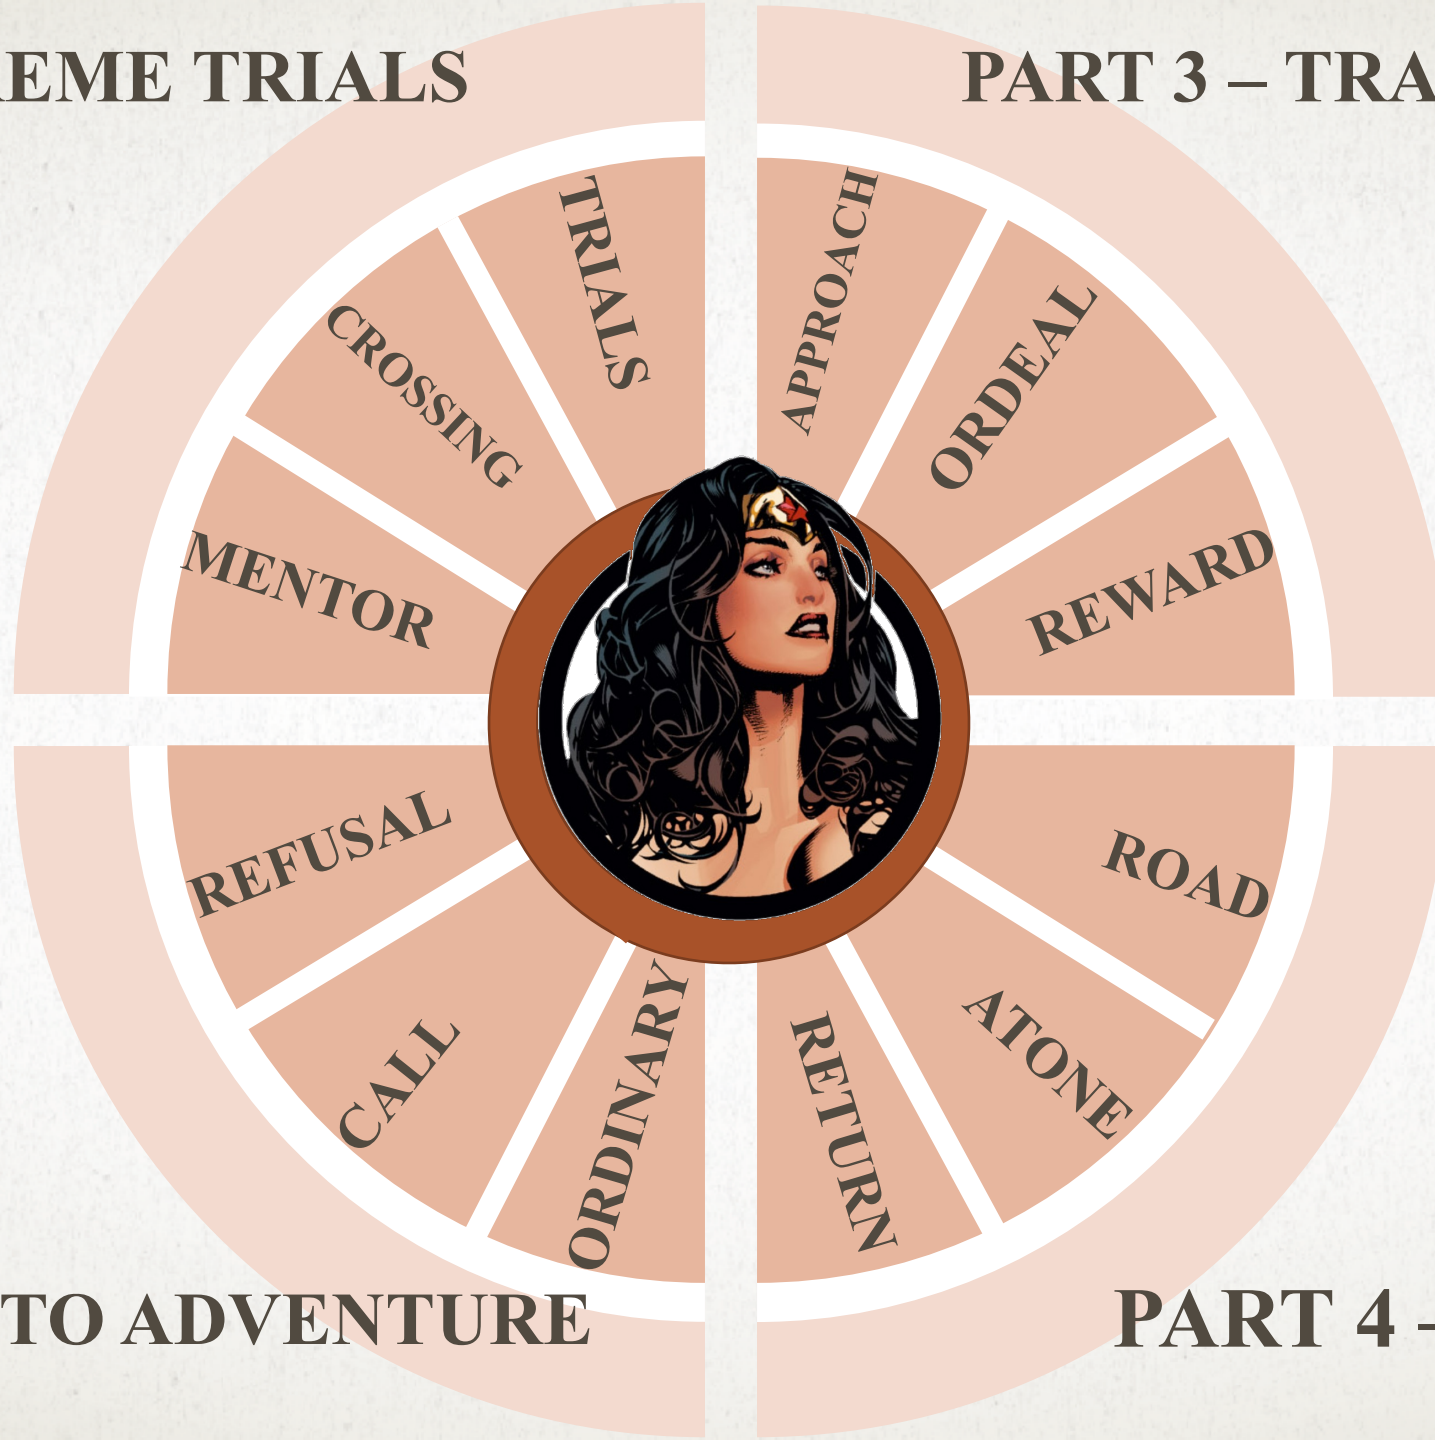 TRIALS
PART 3 – TRA
TRIALS
APPROACH
CROSSING
ORDEAL
MENTOR
REWARD
REFUSAL
ROAD
CALL
ATONE
ORDINARY
RETURN
TO ADVENTURE
PART 4 -